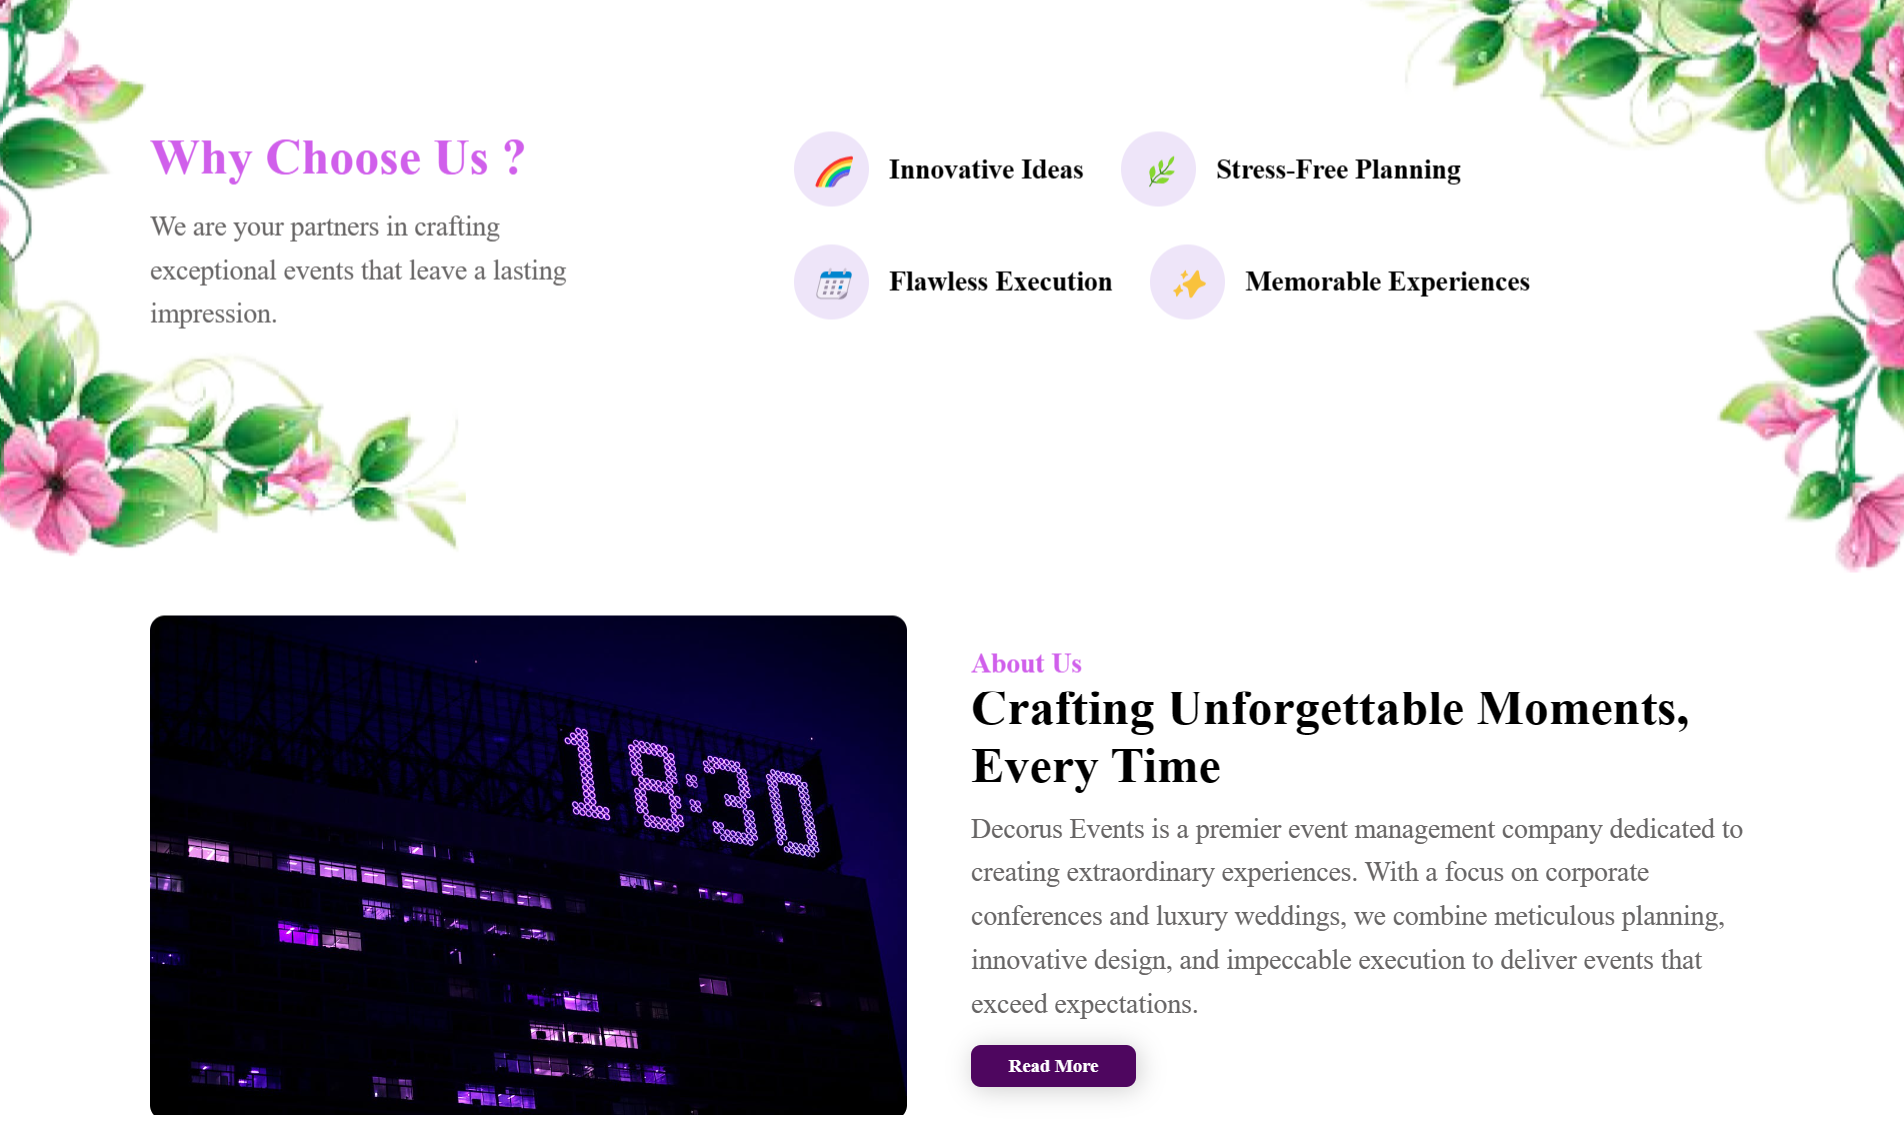 Why Choose Us ?
We are your partners in crafting
exceptional events that leave a lasting
impression.
Innovative Ideas
Stress-Free Planning
Flawless Execution
Memorable Experiences
18:30
About Us
Crafting Unforgettable Moments,
Every Time
Decorus Events is a premier event management company dedicated to
creating extraordinary experiences. With a focus on corporate
conferences and luxury weddings, we combine meticulous planning,
innovative design, and impeccable execution to deliver events that
exceed expectations.
Read More